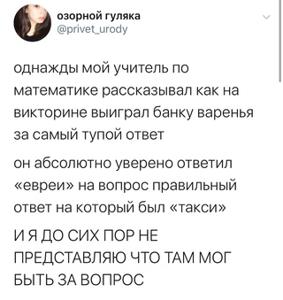 озорной гуляка
@privet_urody
однажды мой учитель по
математике рассказывал как на
викторине выиграл банку варенья
за самый тупой ответ
он абсолютно уверено ответил
«евреи» на вопрос правильный
ответ на который был «такси»
И Я ДО СИХ ПОР НЕ
ПРЕДСТАВЛЯЮ ЧТО ТАМ МОГ
БЫТЬ ЗА ВОПРОС